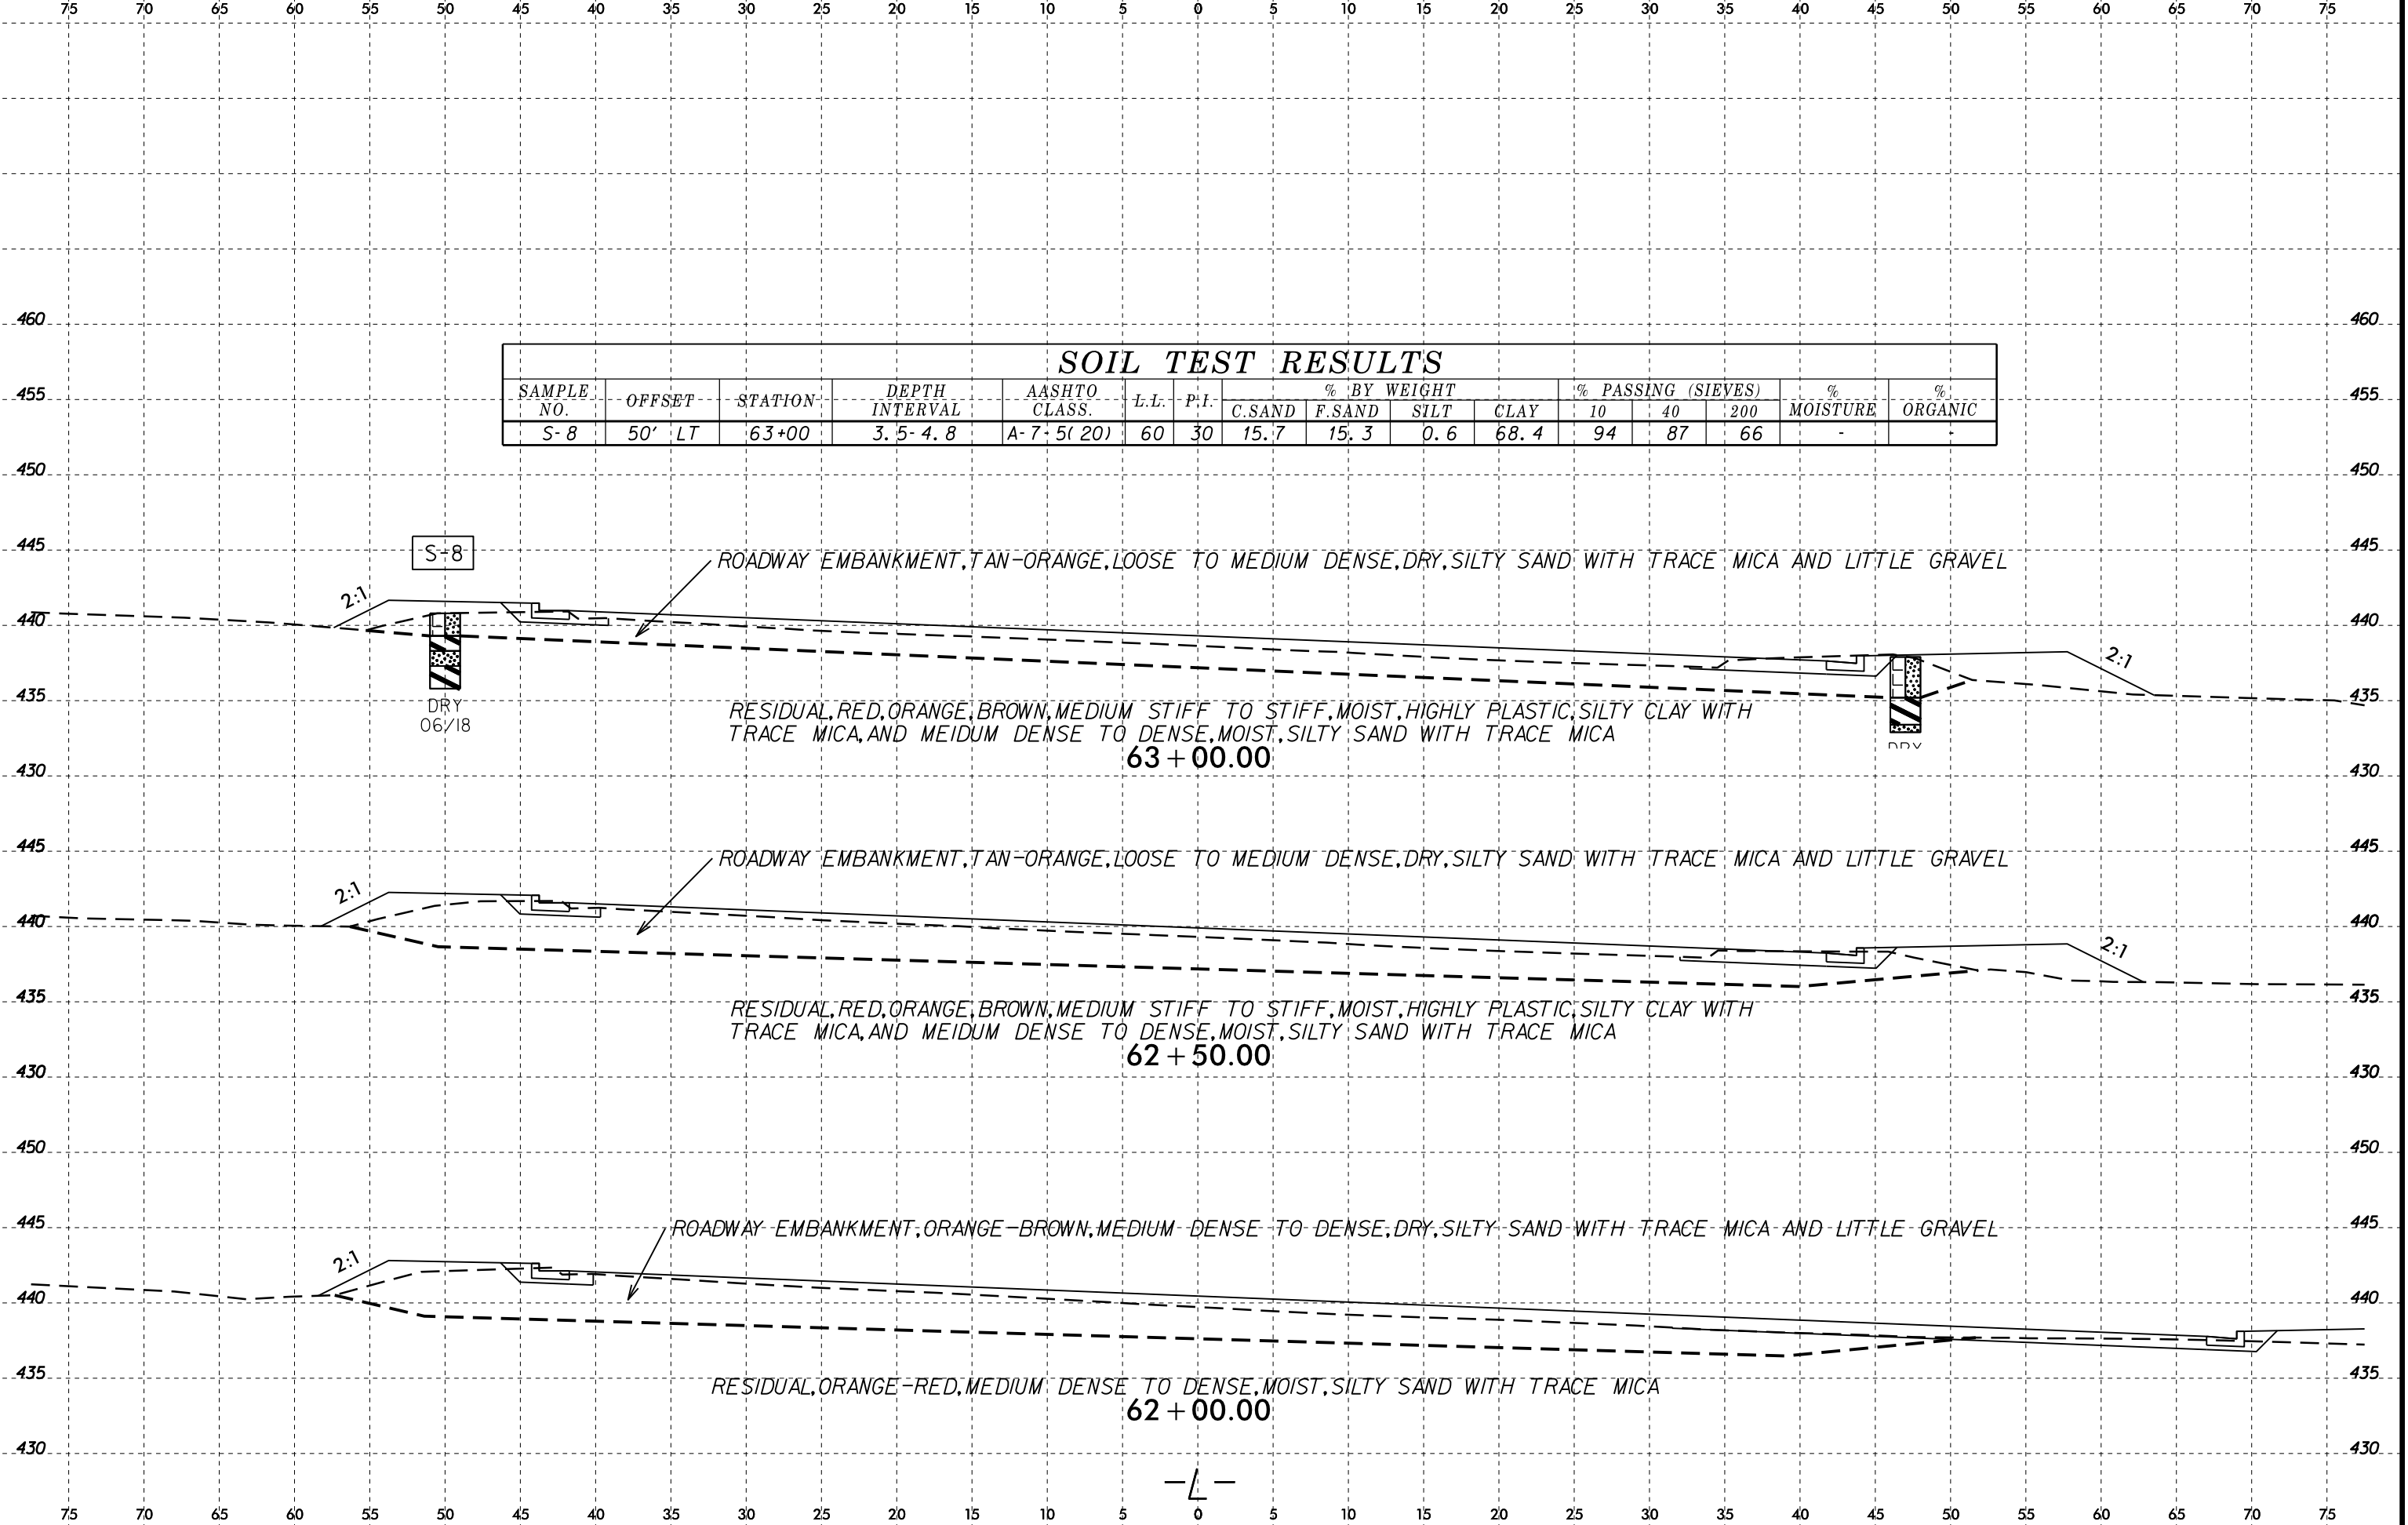 75 70 65 60 55 50 45 40 35 30 25 20 15 10 5 0 5 10 15 20 25 30 35 40 45 50 55 60 65 70 75
460 460
SOIL TEST RESULTS
SAMPLE NO. OFFSET STATION DEPTH INTERVAL AASHTO CLASS. L.L. P.I. % BY WEIGHT % PASSING (SIEVES) % MOISTURE % ORGANIC
C.SAND F.SAND SILT CLAY 10 40 200
S-8 50' LT 63+00 3.5-4.8 A-7-5(20) 60 30 15.7 15.3 0.6 68.4 94 87 66 - -
455 455
450 450
445 445
S-8
ROADWAY EMBANKMENT,TAN-ORANGE,LOOSE TO MEDIUM DENSE,DRY,SILTY SAND WITH TRACE MICA AND LITTLE GRAVEL
2:1
440 440
2:1
435 435
DRY
06/18
RESIDUAL,RED,ORANGE,BROWN,MEDIUM STIFF TO STIFF,MOIST,HIGHLY PLASTIC,SILTY CLAY WITH
TRACE MICA,AND MEIDUM DENSE TO DENSE,MOIST,SILTY SAND WITH TRACE MICA
DRY
63+00.00
430 430
445 445
ROADWAY EMBANKMENT,TAN-ORANGE,LOOSE TO MEDIUM DENSE,DRY,SILTY SAND WITH TRACE MICA AND LITTLE GRAVEL
2:1
440 440
2:1
435 435
RESIDUAL,RED,ORANGE,BROWN,MEDIUM STIFF TO STIFF,MOIST,HIGHLY PLASTIC,SILTY CLAY WITH
TRACE MICA,AND MEIDUM DENSE TO DENSE,MOIST,SILTY SAND WITH TRACE MICA
62+50.00
430 430
450 450
445 445
ROADWAY EMBANKMENT,ORANGE-BROWN,MEDIUM DENSE TO DENSE,DRY,SILTY SAND WITH TRACE MICA AND LITTLE GRAVEL
2:1
440 440
435 435
RESIDUAL,ORANGE-RED,MEDIUM DENSE TO DENSE,MOIST,SILTY SAND WITH TRACE MICA
62+00.00
430 430
-L-
75 70 65 60 55 50 45 40 35 30 25 20 15 10 5 0 5 10 15 20 25 30 35 40 45 50 55 60 65 70 75